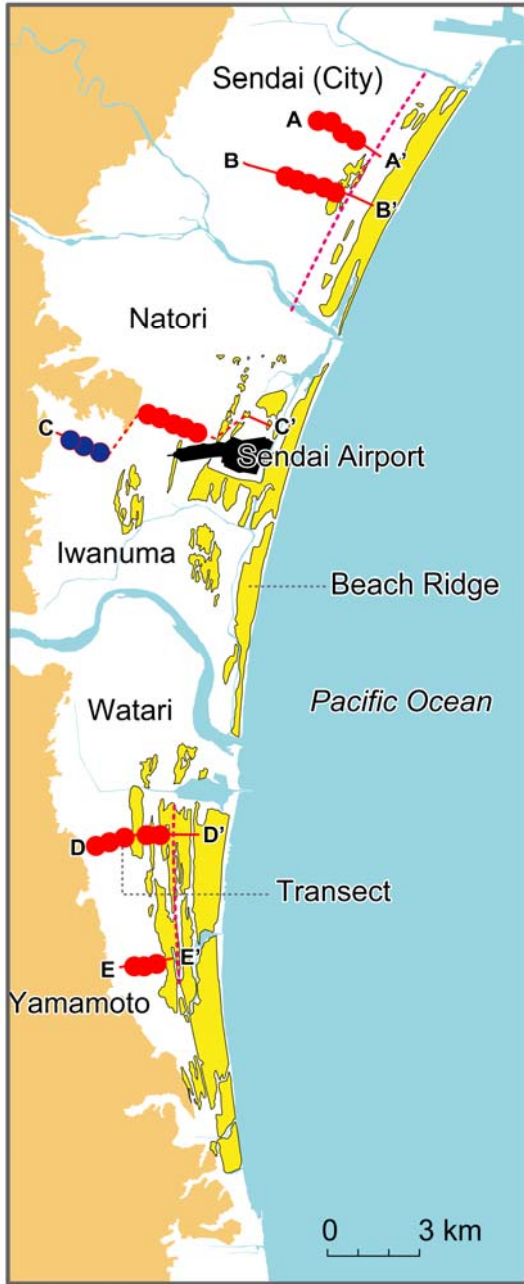 Sendai (City)
A
A'
B
B'
Natori
C
C'
Sendai Airport
Iwanuma
Beach Ridge
Watari
Pacific Ocean
D
D'
Transect
E
E'
Yamamoto
0 3 km